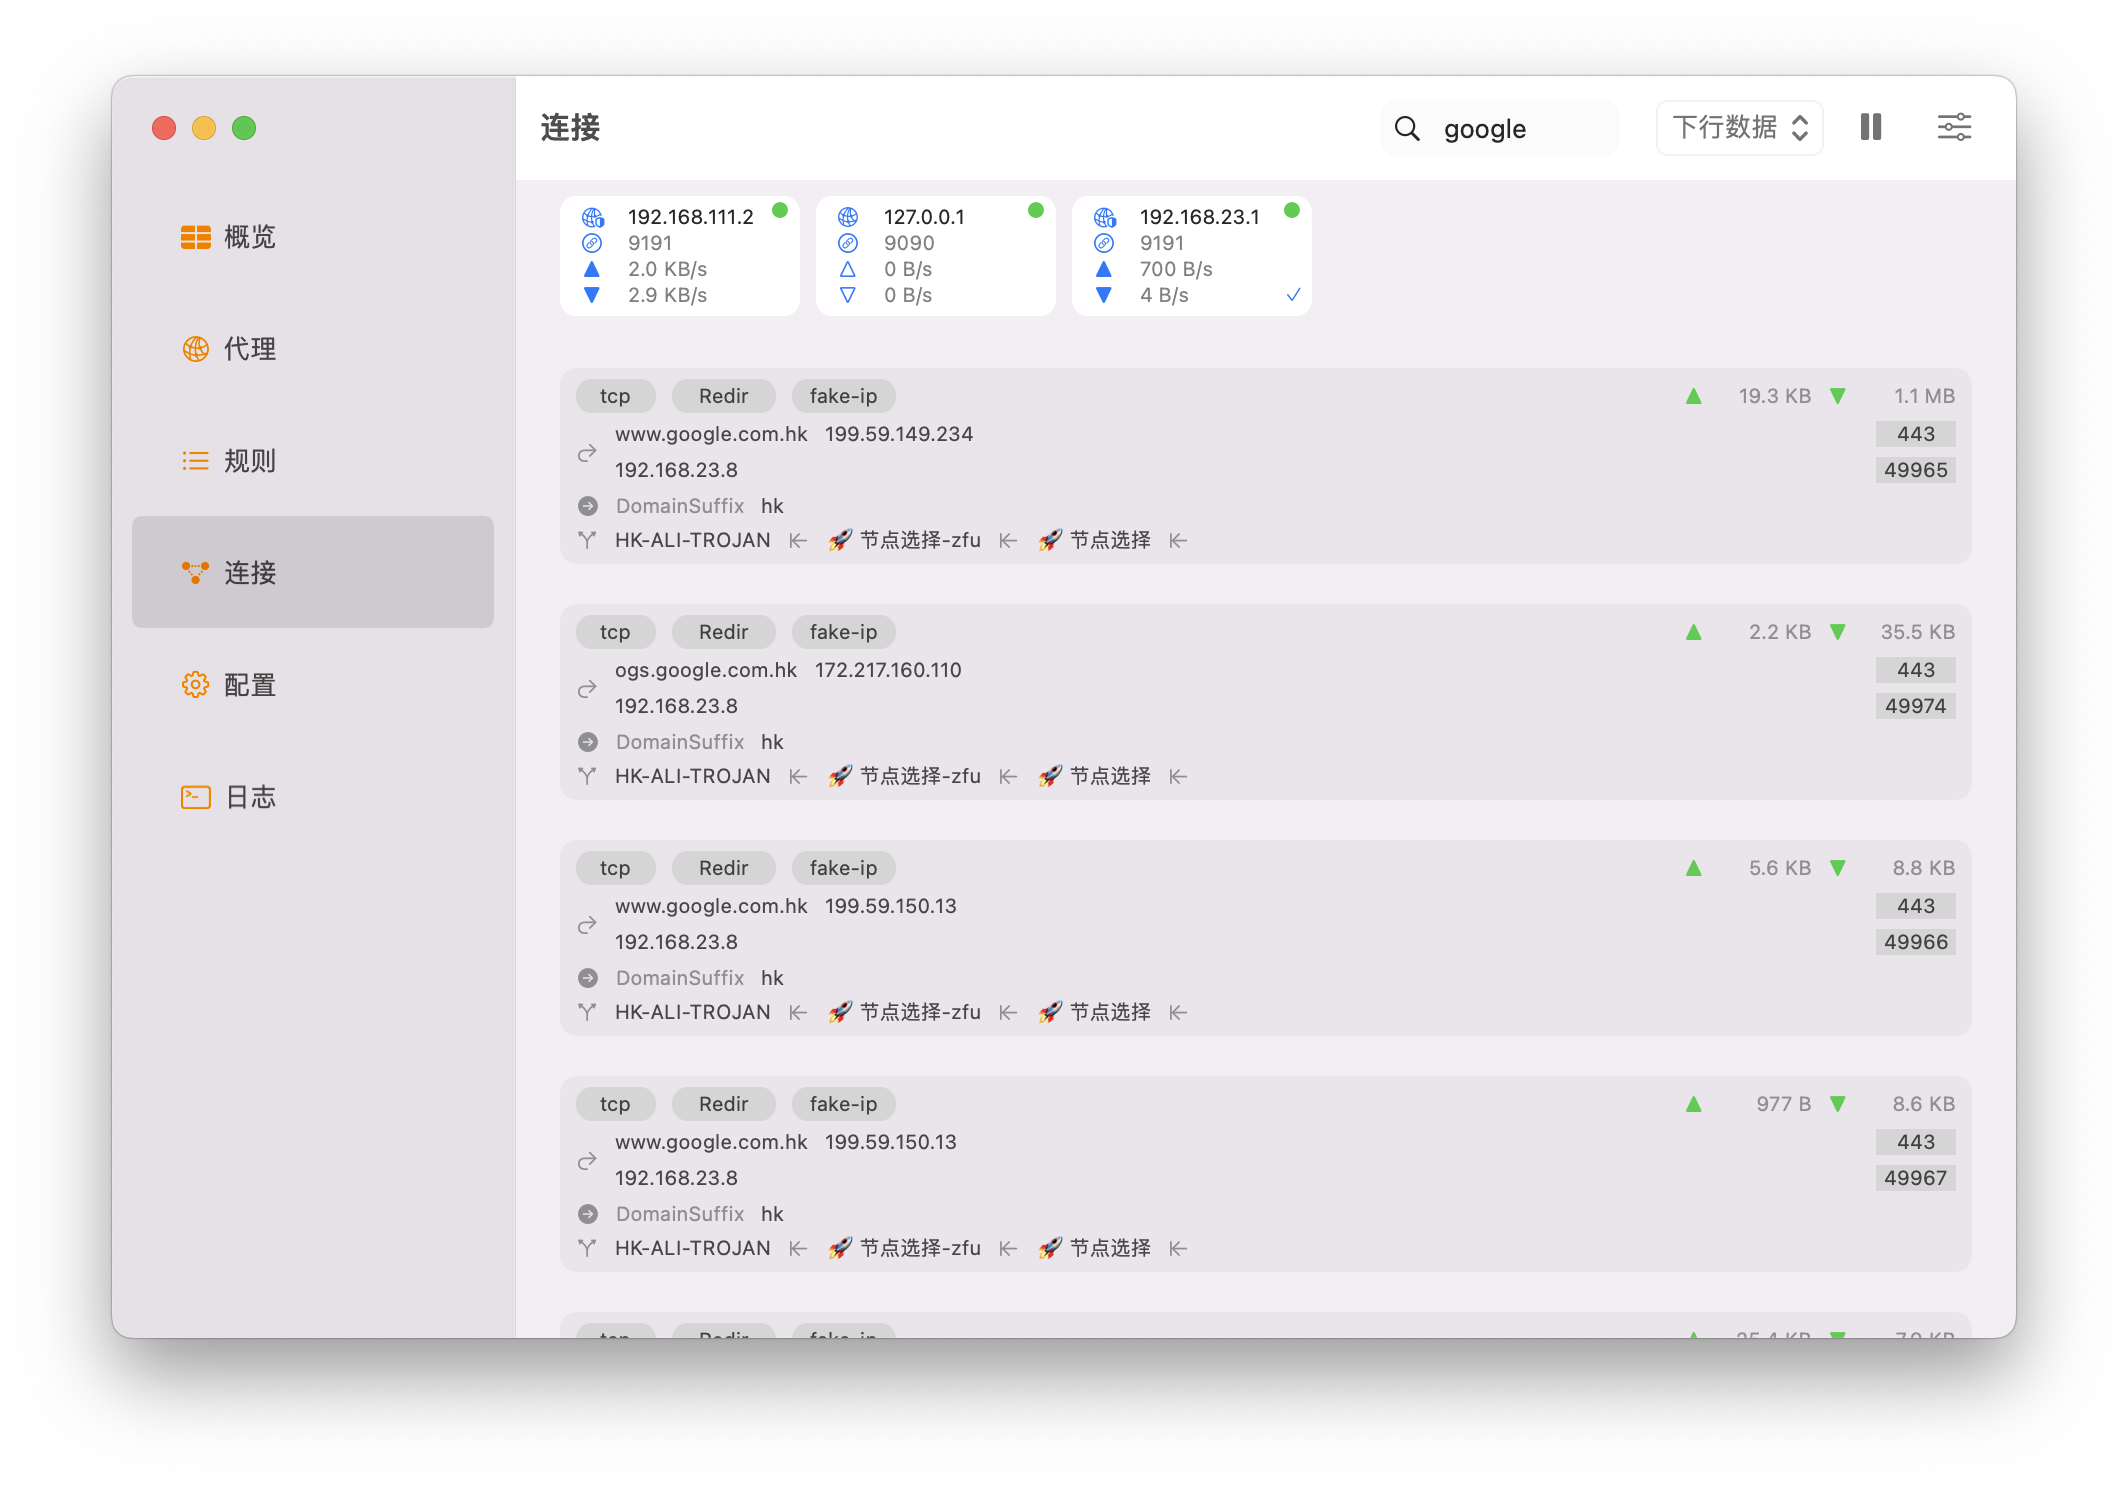 连接
google
下行数据
概览
代理
规则
连接
配置
日志
192.168.111.2
9191
2.0 KB/s
2.9 KB/s
127.0.0.1
9090
0 B/s
0 B/s
192.168.23.1
9191
700 B/s
4 B/s
tcp Redir fake-ip 19.3 KB 1.1 MB
www.google.com.hk 199.59.149.234 443
192.168.23.8 49965
DomainSuffix hk
HK-ALI-TROJAN 🚀 节点选择-zfu 🚀 节点选择
tcp Redir fake-ip 2.2 KB 35.5 KB
ogs.google.com.hk 172.217.160.110 443
192.168.23.8 49974
DomainSuffix hk
HK-ALI-TROJAN 🚀 节点选择-zfu 🚀 节点选择
tcp Redir fake-ip 5.6 KB 8.8 KB
www.google.com.hk 199.59.150.13 443
192.168.23.8 49966
DomainSuffix hk
HK-ALI-TROJAN 🚀 节点选择-zfu 🚀 节点选择
tcp Redir fake-ip 977 B 8.6 KB
www.google.com.hk 199.59.150.13 443
192.168.23.8 49967
DomainSuffix hk
HK-ALI-TROJAN 🚀 节点选择-zfu 🚀 节点选择
tcp Redir fake-ip